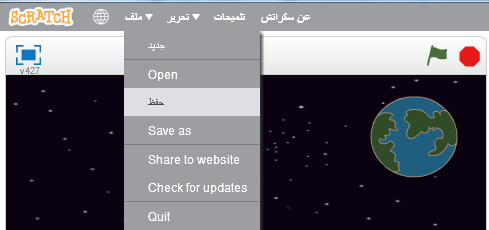 SCRATCH ملف تحرير تلميحات عن سكراتش
v427
جديد
Open
حفظ
Save as
Share to website
Check for updates
Quit